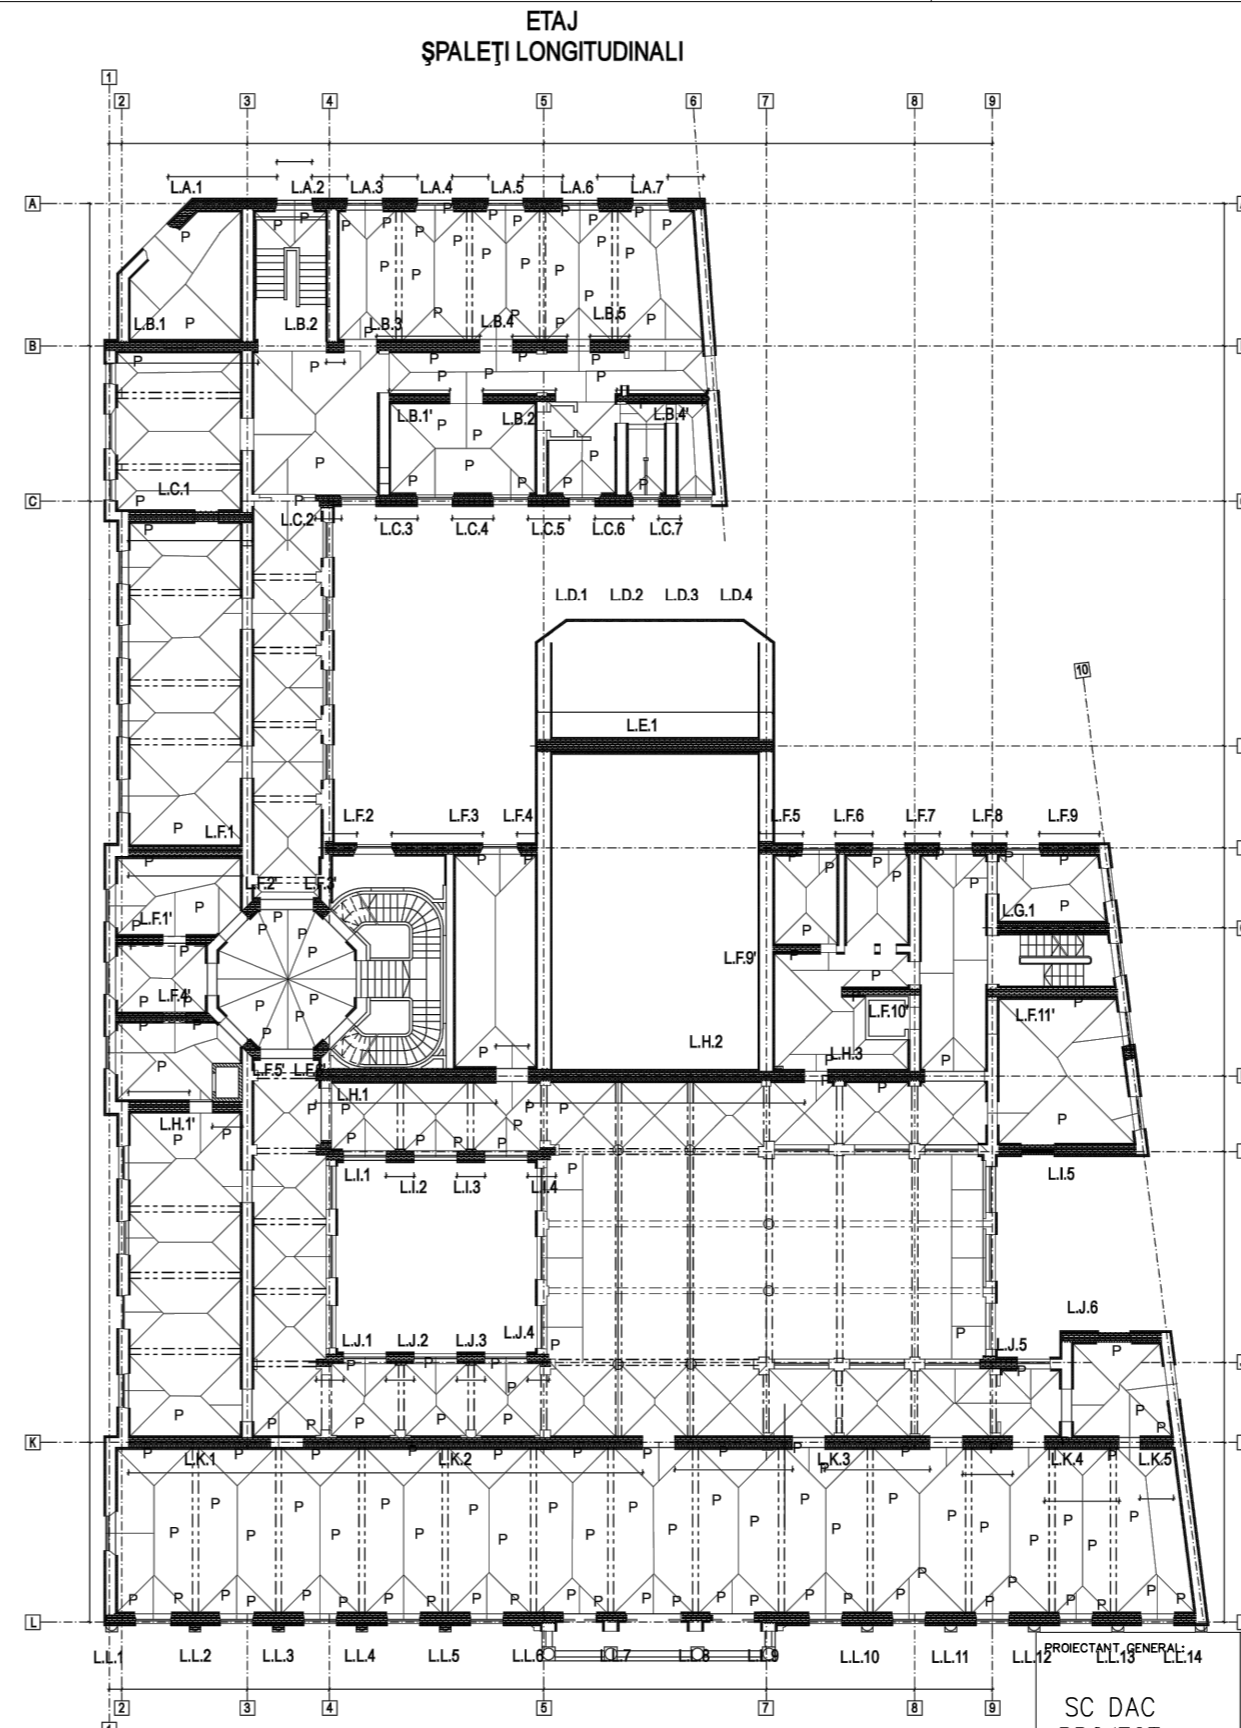 ETAJ
ŞPALEŢI LONGITUDINALI
1
2 3 4 5 6 7 8 9
L.A.1 L.A.2 L.A.3 L.A.4 L.A.5 L.A.6 L.A.7
A
L.B.1 L.B.2 L.B.3 L.B.4 L.B.5
B
L.B.1' L.B.2 L.B.4'
L.C.1
C
L.C.2 L.C.3 L.C.4 L.C.5 L.C.6 L.C.7
L.D.1 L.D.2 L.D.3 L.D.4
10
L.E.1
L.F.1 L.F.2 L.F.3 L.F.4 L.F.5 L.F.6 L.F.7 L.F.8 L.F.9
L.F.2' L.F.3'
L.F.1' L.G.1
L.F.9'
L.F.4' L.F.10' L.F.11'
L.H.2 L.H.3
L.F.5'
L.H.1
L.H.1'
L.I.1 L.I.2 L.I.3 L.I.4 L.I.5
L.J.1 L.J.2 L.J.3 L.J.4 L.J.5 L.J.6
K
L.K.1 L.K.2 L.K.3 L.K.4 L.K.5
L
L.L.1 L.L.2 L.L.3 L.L.4 L.L.5 L.L.6 L.L.7 L.L.8 L.L.9 L.L.10 L.L.11 L.L.12 L.L.13 L.L.14
PROIECTANT GENERAL:
2 3 4 5 7 8 9
SC DAC